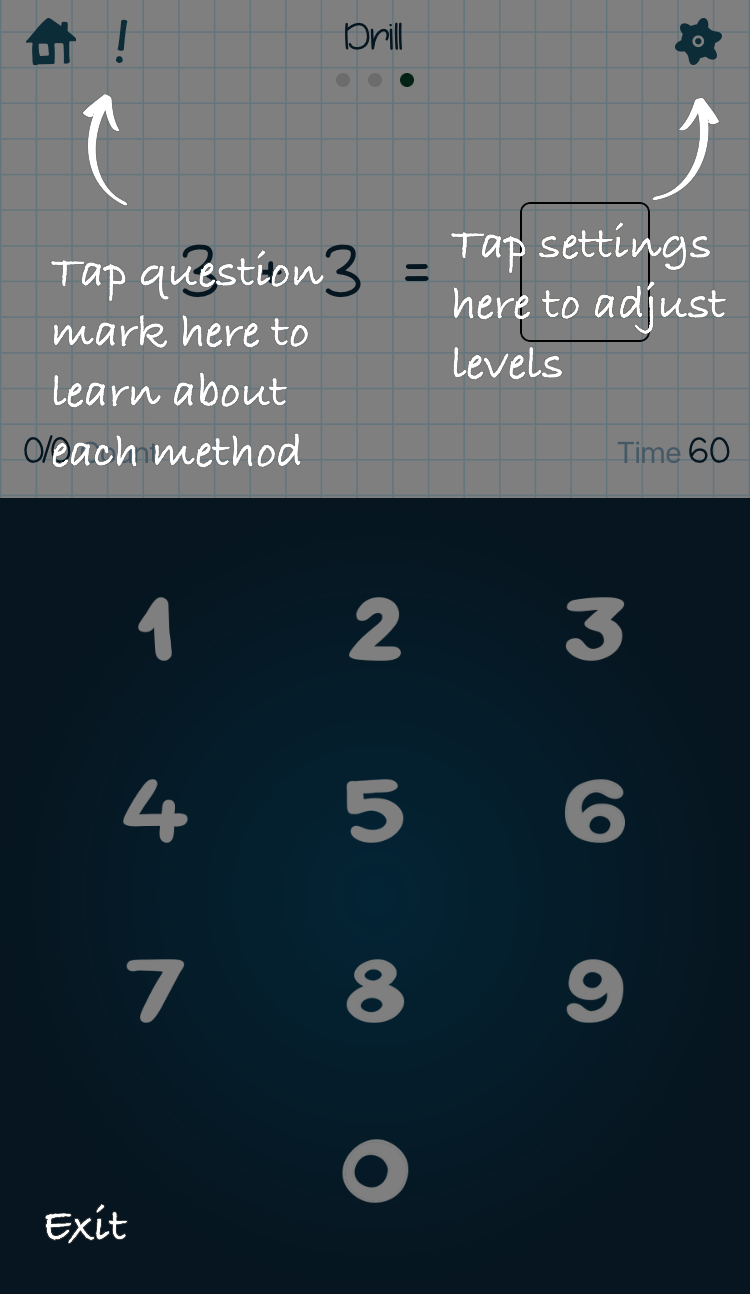 !
Drill
3 + 3 =
Tap question
mark here to
learn about
each method
Tap settings
here to adjust
levels
0/0 Count
Time 60
1 2 3
4 5 6
7 8 9
0
Exit